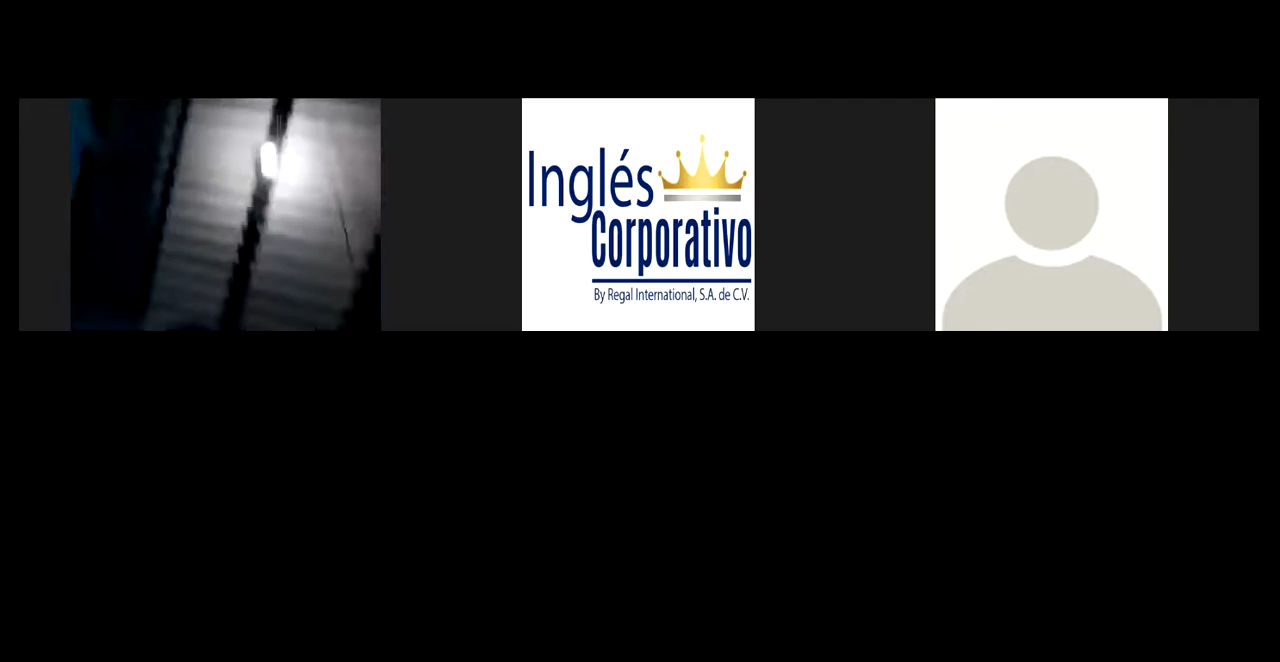 Inglés
Corporativo
By Regal International, S.A. de C.V.